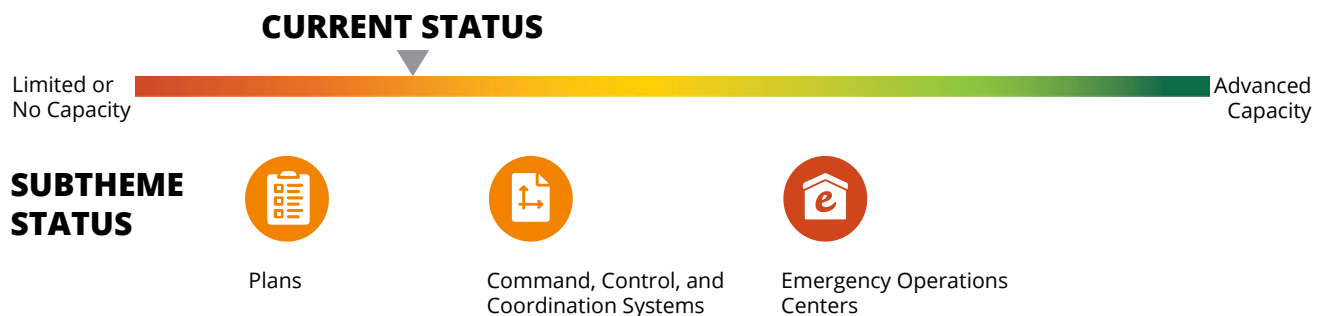 CURRENT STATUS
Limited or
No Capacity
Advanced
Capacity
SUBTHEME
STATUS
e
Plans
Command, Control, and
Coordination Systems
Emergency Operations
Centers